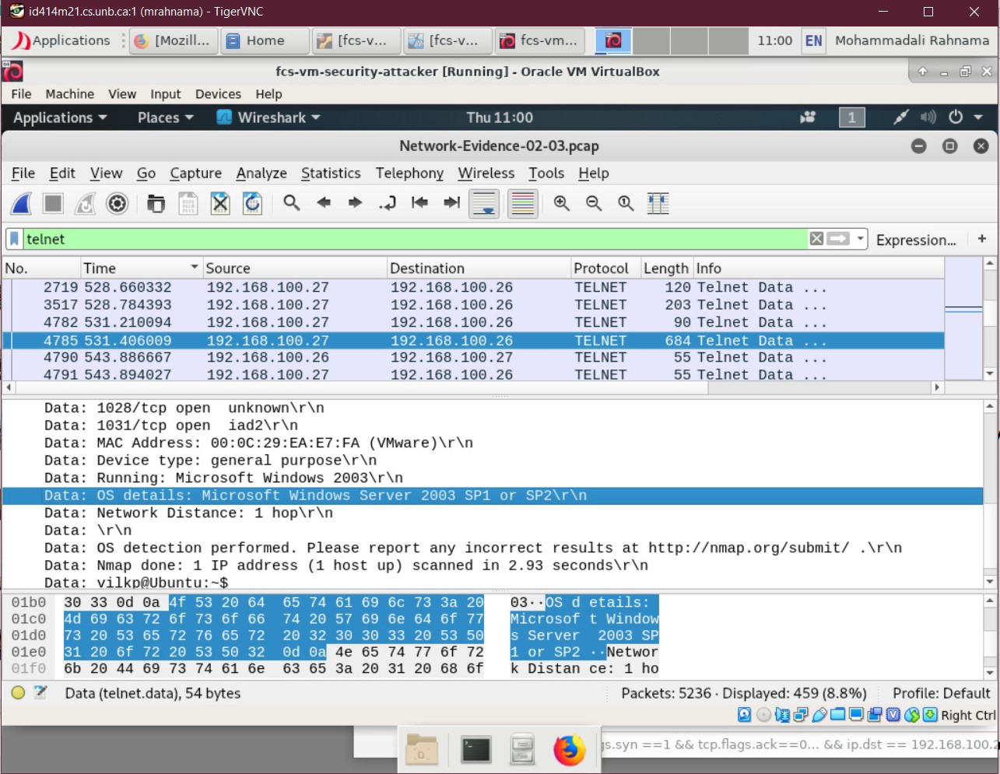 id414m21.cs.unb.ca:1 (mrahnama) - TigerVNC
Applications [Mozill... Home [fcs-v... [fcs-v... fcs-vm... 11:00 EN Mohammadali Rahnama
fcs-vm-security-attacker [Running] - Oracle VM VirtualBox
File Machine View Input Devices Help
Applications Places Wireshark Thu 11:00 1
Network-Evidence-02-03.pcap
File Edit View Go Capture Analyze Statistics Telephony Wireless Tools Help
telnet Expression... +
No. Time Source Destination Protocol Length Info
2719 528.660332 192.168.100.27 192.168.100.26 TELNET 120 Telnet Data ...
3517 528.784393 192.168.100.27 192.168.100.26 TELNET 203 Telnet Data ...
4782 531.210094 192.168.100.27 192.168.100.26 TELNET 90 Telnet Data ...
4785 531.406009 192.168.100.27 192.168.100.26 TELNET 684 Telnet Data ...
4790 543.886667 192.168.100.26 192.168.100.27 TELNET 55 Telnet Data ...
4791 543.894027 192.168.100.27 192.168.100.26 TELNET 55 Telnet Data ...
Data: 1028/tcp open  unknown\r\n
Data: 1031/tcp open  iad2\r\n
Data: MAC Address: 00:0C:29:EA:E7:FA (VMware)\r\n
Data: Device type: general purpose\r\n
Data: Running: Microsoft Windows 2003\r\n
Data: OS details: Microsoft Windows Server 2003 SP1 or SP2\r\n
Data: Network Distance: 1 hop\r\n
Data: \r\n
Data: OS detection performed. Please report any incorrect results at http://nmap.org/submit/ .\r\n
Data: Nmap done: 1 IP address (1 host up) scanned in 2.93 seconds\r\n
Data: vilkp@Ubuntu:~$
01b0 30 33 0d 0a 4f 53 20 64 65 74 61 69 6c 73 3a 20 03··OS d etails:
01c0 4d 69 63 72 6f 73 6f 66 74 20 57 69 6e 64 6f 77 Microsof t Window
01d0 73 20 53 65 72 76 65 72 20 32 30 30 33 20 53 50 s Server  2003 SP
01e0 31 20 6f 72 20 53 50 32 0d 0a 4e 65 74 77 6f 72 1 or SP2 ··Networ
01f0 6b 20 44 69 73 74 61 6e 63 65 3a 20 31 20 68 6f k Distan ce: 1 ho
Data (telnet.data), 54 bytes Packets: 5236 · Displayed: 459 (8.8%) Profile: Default
Right Ctrl
gs.syn ==1 && tcp.flags.ack==0... && ip.dst == 192.168.100.2